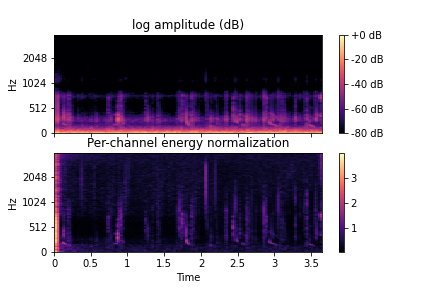 log amplitude (dB)
Hz
2048
1024
512
0
+0 dB
-20 dB
-40 dB
-60 dB
-80 dB
Per-channel energy normalization
Hz
2048
1024
512
0
3
2
1
0 0.5 1 1.5 2 2.5 3 3.5
Time